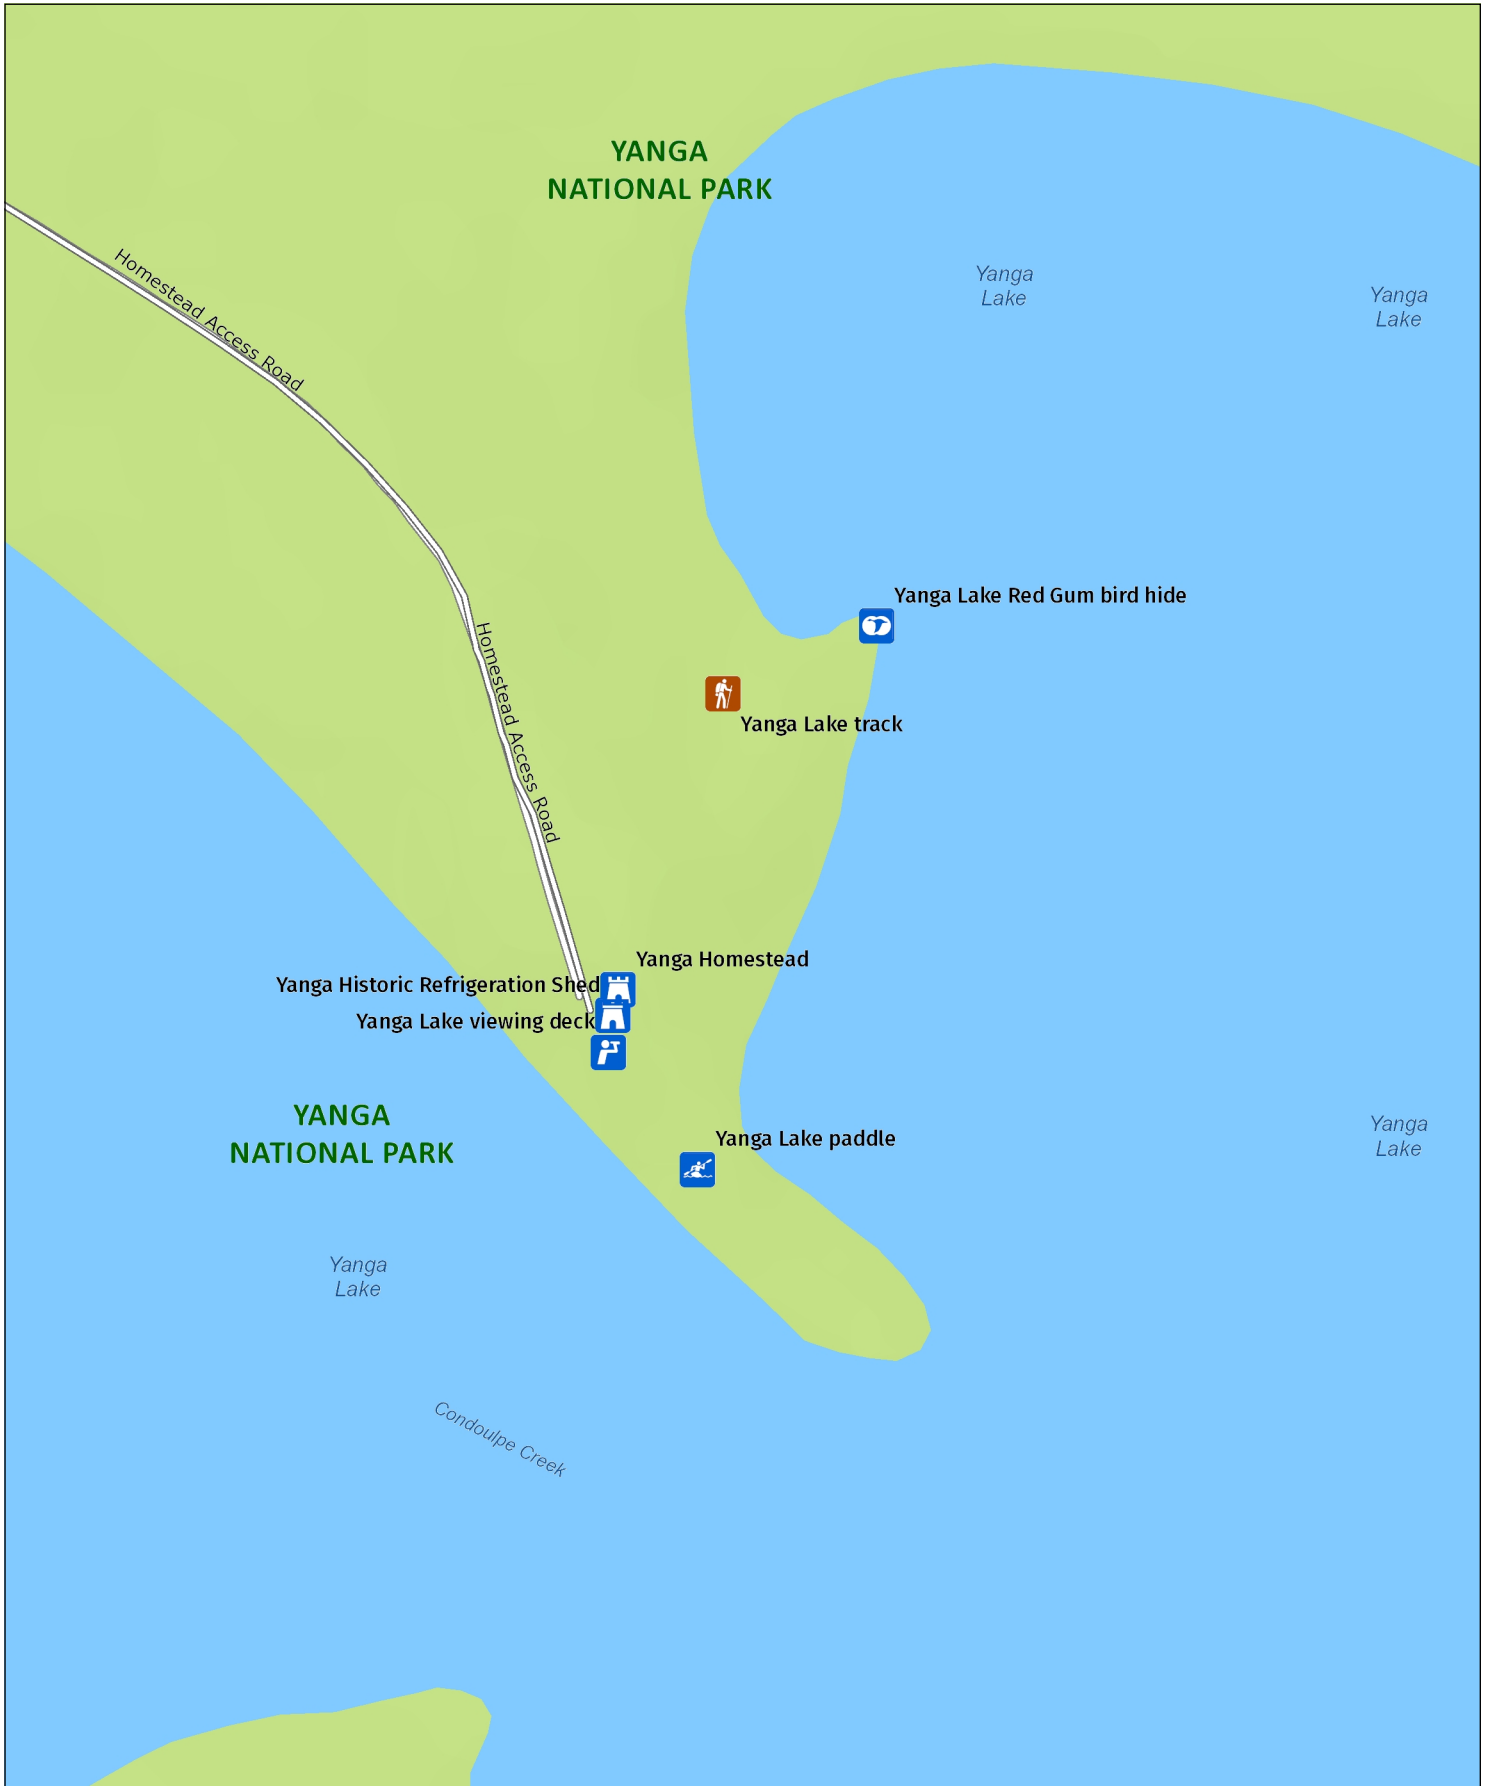 YANGA
NATIONAL PARK
Homestead Access Road
Yanga
Lake
Yanga
Lake
Yanga Lake Red Gum bird hide
Homestead Access Road
Yanga Lake track
Yanga Homestead
Yanga Historic Refrigeration Shed
Yanga Lake viewing deck
YANGA
NATIONAL PARK
Yanga Lake paddle
Yanga
Lake
Yanga
Lake
Condoulpe Creek